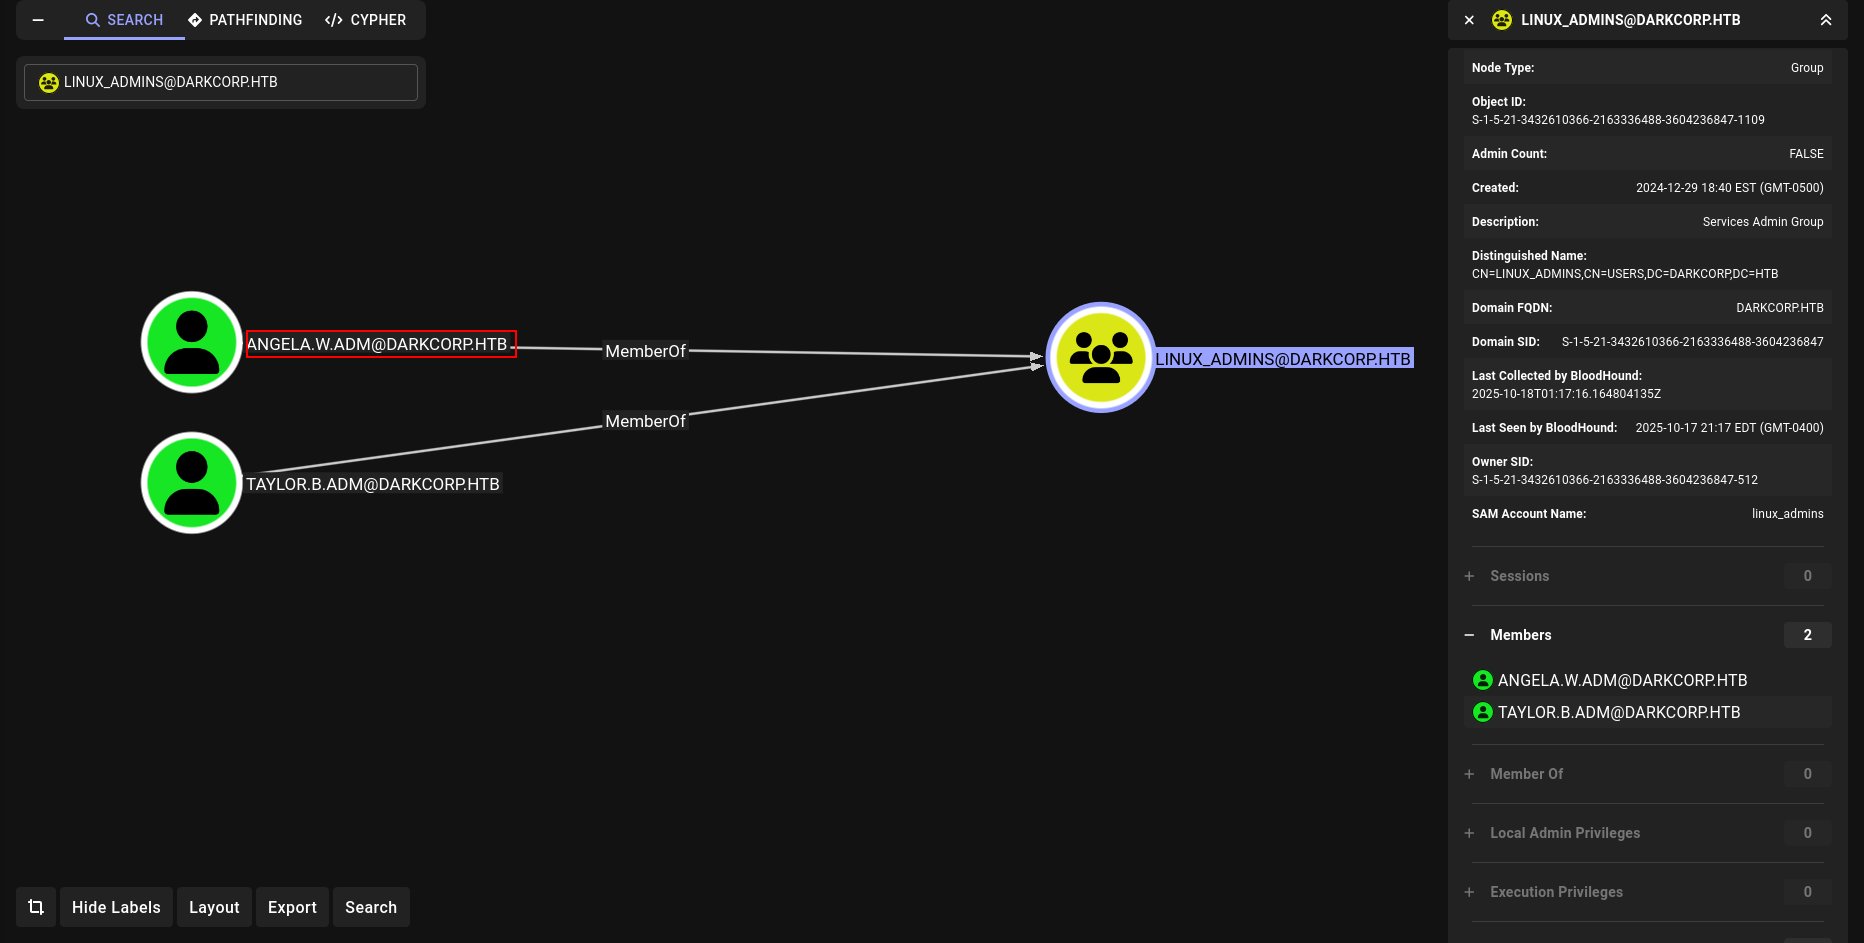 SEARCH PATHFINDING CYPHER
LINUX_ADMINS@DARKCORP.HTB
ANGELA.W.ADM@DARKCORP.HTB
MemberOf
LINUX_ADMINS@DARKCORP.HTB
MemberOf
TAYLOR.B.ADM@DARKCORP.HTB
Hide Labels Layout Export Search
LINUX_ADMINS@DARKCORP.HTB
Node Type: Group
Object ID:
S-1-5-21-3432610366-2163336488-3604236847-1109
Admin Count: FALSE
Created: 2024-12-29 18:40 EST (GMT-0500)
Description: Services Admin Group
Distinguished Name:
CN=LINUX_ADMINS,CN=USERS,DC=DARKCORP,DC=HTB
Domain FQDN: DARKCORP.HTB
Domain SID: S-1-5-21-3432610366-2163336488-3604236847
Last Collected by BloodHound:
2025-10-18T01:17:16.164804135Z
Last Seen by BloodHound: 2025-10-17 21:17 EDT (GMT-0400)
Owner SID:
S-1-5-21-3432610366-2163336488-3604236847-512
SAM Account Name: linux_admins
Sessions 0
Members 2
ANGELA.W.ADM@DARKCORP.HTB
TAYLOR.B.ADM@DARKCORP.HTB
Member Of 0
Local Admin Privileges 0
Execution Privileges 0